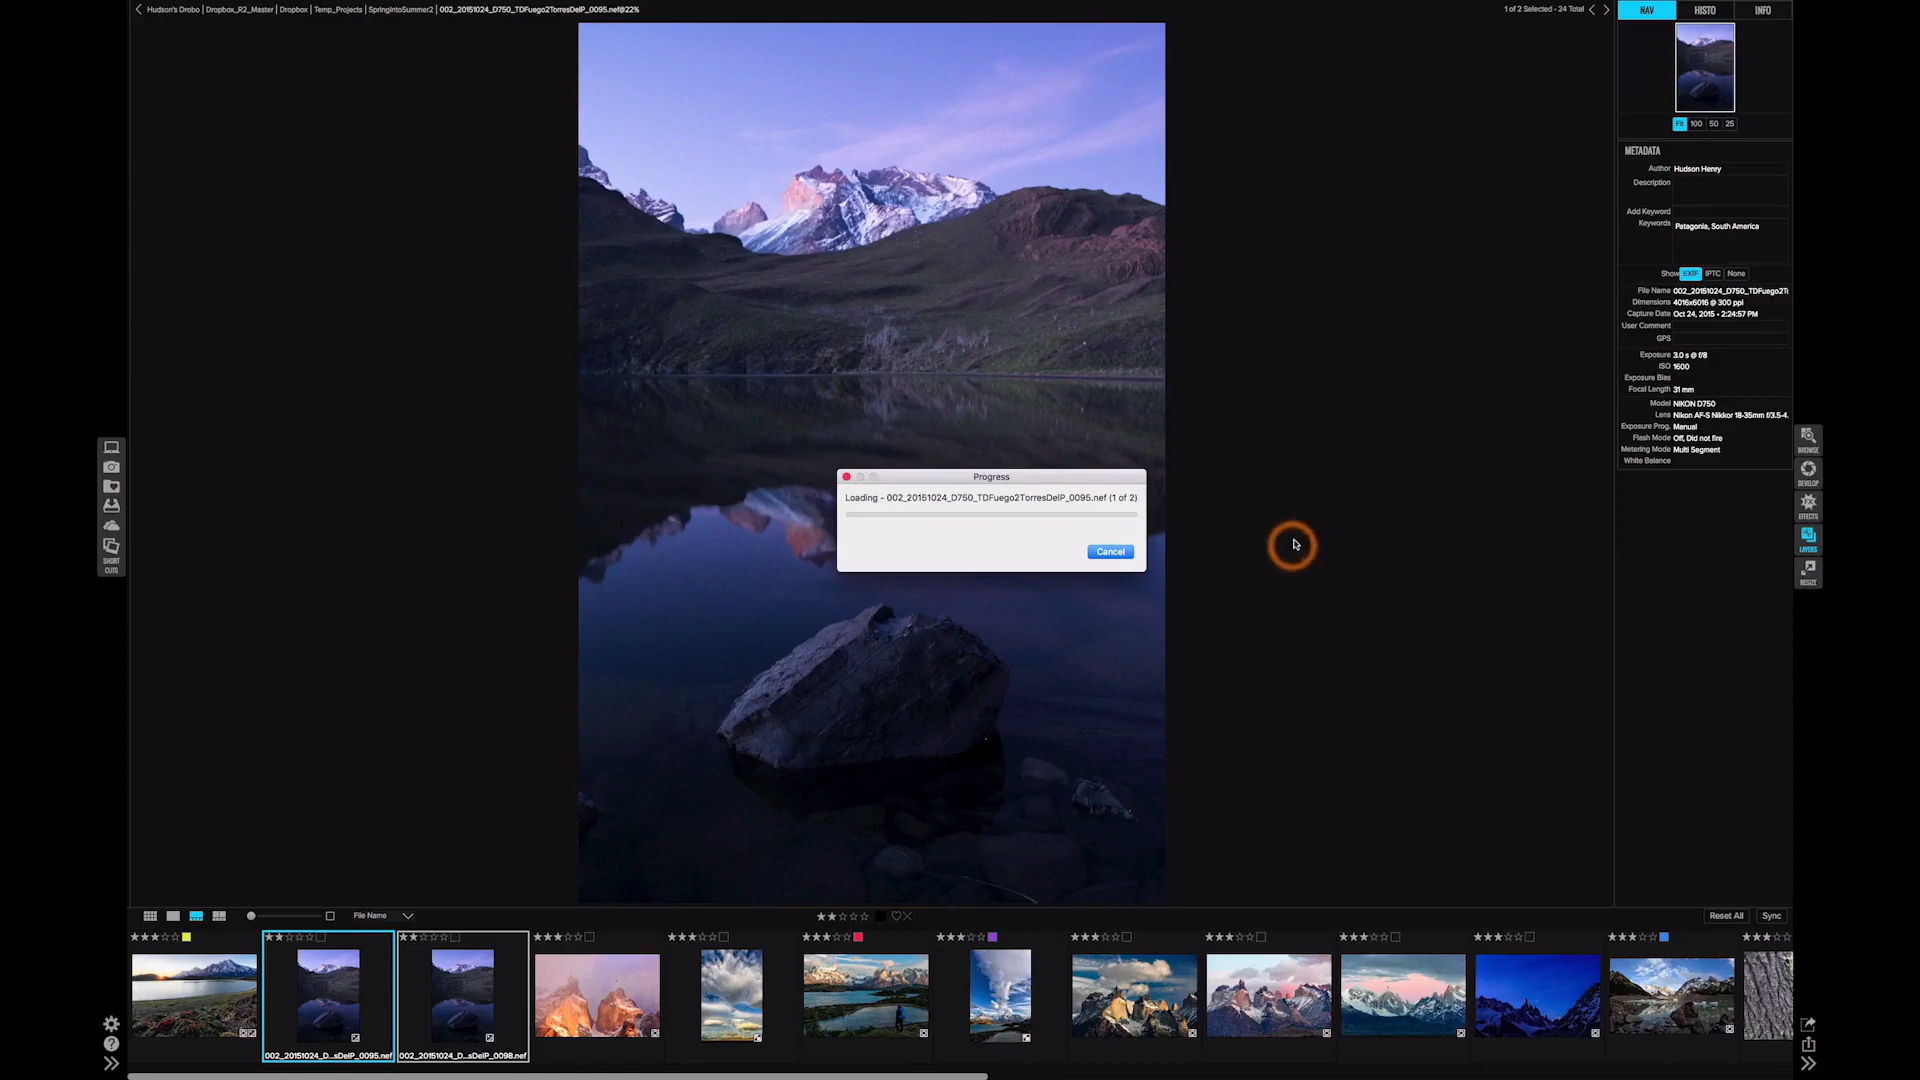 Hudson's Drobo | Dropbox_R2_Master | Dropbox | Temp_Projects | SpringIntoSummer2 | 002_20151024_D750_TDFuego2TorresDelP_0095.nef@22%
1 of 2 Selected - 24 Total
NAV HISTO INFO
Fit 100 50 25
METADATA
Author Hudson Henry
Description
Add Keyword
Keywords Patagonia, South America
Show EXIF IPTC None
File Name 002_20151024_D750_TDFuego2To
Dimensions 4016x6016 @ 300 ppi
Capture Date Oct 24, 2015 • 2:24:57 PM
User Comment
GPS
Exposure 3.0 s @ f/8
ISO 1600
Exposure Bias
Focal Length 31 mm
Model NIKON D750
Lens Nikon AF-S Nikkor 18-35mm f/3.5-4.
Exposure Prog. Manual
Flash Mode Off, Did not fire
Metering Mode Multi Segment
White Balance
BROWSE
DEVELOP
FX
EFFECTS
LAYERS
RESIZE
SHORT
CUTS
Progress
Loading - 002_20151024_D750_TDFuego2TorresDelP_0095.nef (1 of 2)
Cancel
File Name
Reset All Sync
002_20151024_D...sDelP_0095.nef 002_20151024_D...sDelP_0098.nef